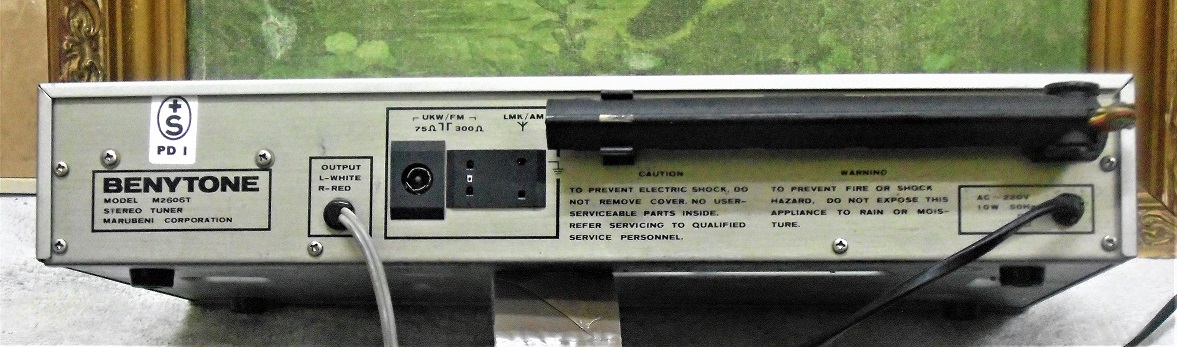 +
S
PD I
BENYTONE
MODEL M2606T
STEREO TUNER
MARUBENI CORPORATION
OUTPUT
L-WHITE
R-RED
UKW/FM
75Ω 300Ω
LMK/AM
CAUTION
TO PREVENT ELECTRIC SHOCK, DO
NOT REMOVE COVER. NO USER-
SERVICEABLE PARTS INSIDE.
REFER SERVICING TO QUALIFIED
SERVICE PERSONNEL.
WARNING
TO PREVENT FIRE OR SHOCK
HAZARD, DO NOT EXPOSE THIS
APPLIANCE TO RAIN OR MOIS-
TURE.
AC ~ 220V
10W 50Hz